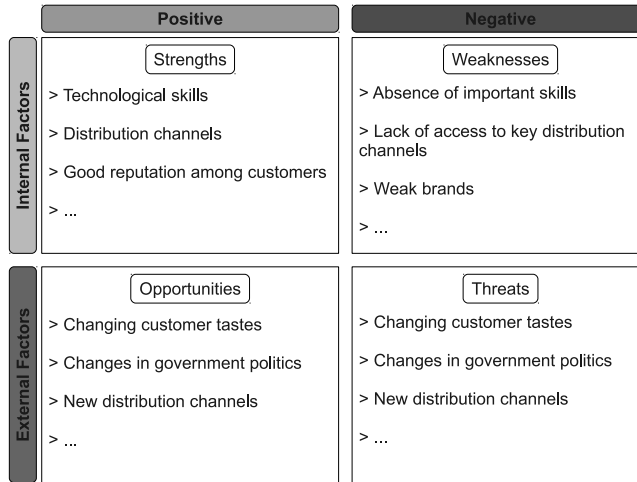 Positive
Negative
Internal Factors
Strengths
> Technological skills
> Distribution channels
> Good reputation among customers
> ...
Weaknesses
> Absence of important skills
> Lack of access to key distribution
channels
> Weak brands
> ...
External Factors
Opportunities
> Changing customer tastes
> Changes in government politics
> New distribution channels
> ...
Threats
> Changing customer tastes
> Changes in government politics
> New distribution channels
> ...